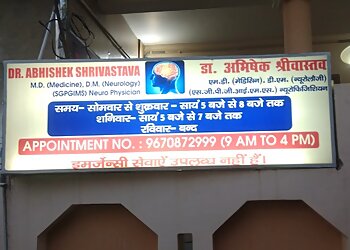 DR. ABHISHEK SHRIVASTAVA
M.D. (Medicine), D.M. (Neurology)
(SGPGIMS) Neuro Physician
डा. अभिषेक श्रीवास्तव
एम.डी. (मेडिसिन), डी.एम. (न्यूरोलॉजी)
(एस.जी.पी.जी.आई.एम.एस.) न्यूरोफिजिशियन
समय- सोमवार से शुक्रवार – सायं 5 बजे से 8 बजे तक
शनिवार- सायं 5 बजे से 7 बजे तक
रविवार- बन्द
APPOINTMENT NO. : 9670872999 (9 AM TO 4 PM)
इमर्जेन्सी सेवाऐं उपलब्ध नहीं हैं।